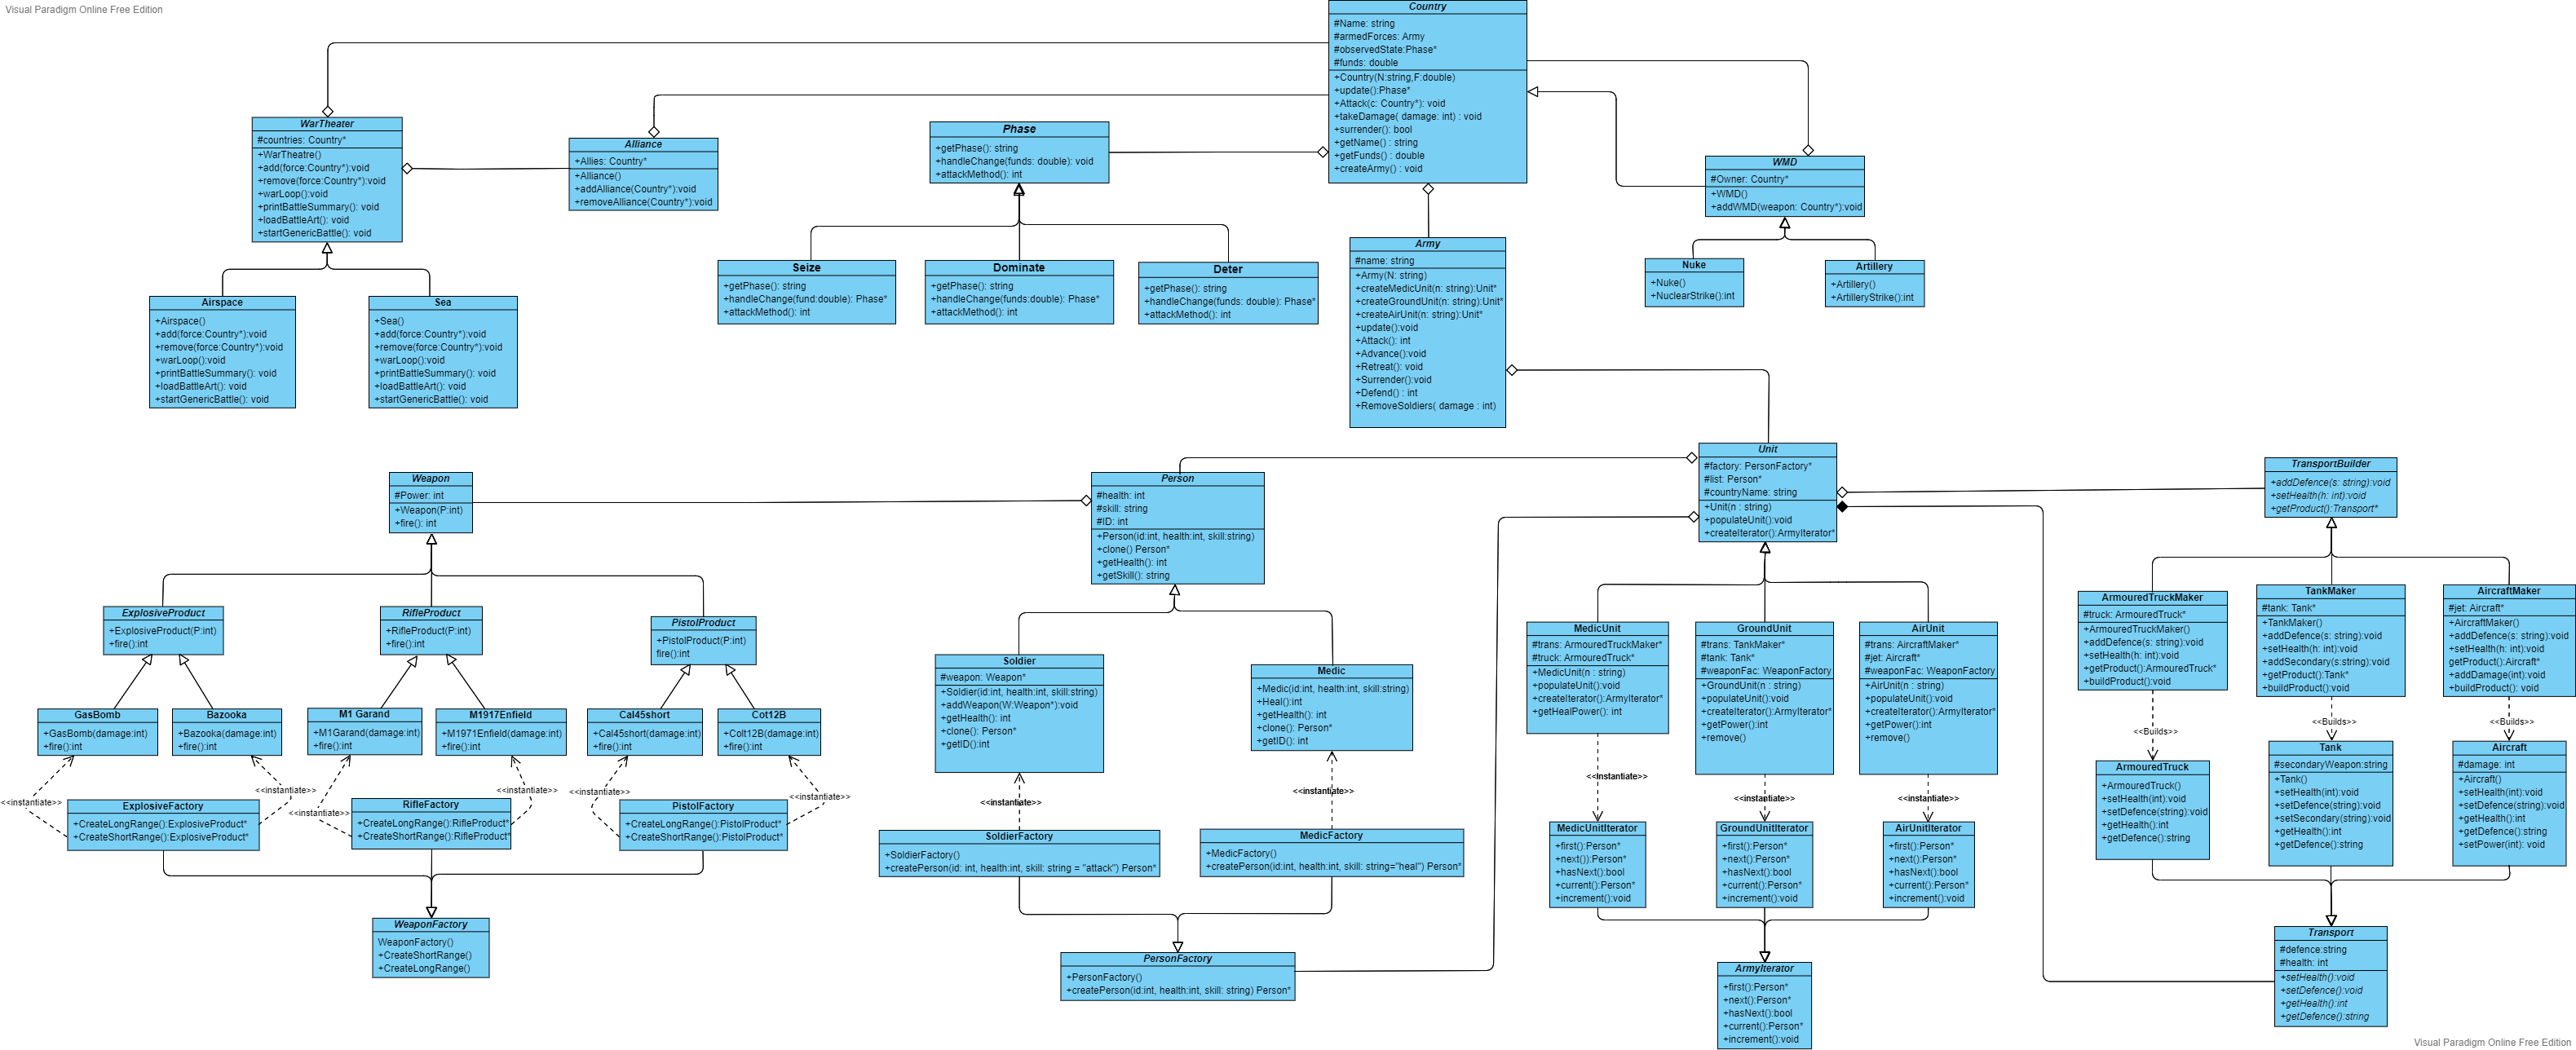 Visual Paradigm Online Free Edition
Country
#Name: string
#armedForces: Army
#observedState:Phase*
#funds: double
+Country(N:string,F:double)
+update():Phase*
+Attack(c: Country*): void
+takeDamage( damage: int) : void
+surrender(): bool
+getName() : string
+getFunds() : double
+createArmy() : void
WarTheater
#countries: Country*
+WarTheatre()
+add(force:Country*):void
+remove(force:Country*):void
+warLoop():void
+printBattleSummary(): void
+loadBattleArt(): void
+startGenericBattle(): void
Alliance
+Allies: Country*
+Alliance()
+addAlliance(Country*):void
+removeAlliance(Country*):void
Phase
+getPhase(): string
+handleChange(funds: double): void
+attackMethod(): int
WMD
#Owner: Country*
+WMD()
+addWMD(weapon: Country*):void
Airspace
+Airspace()
+add(force:Country*):void
+remove(force:Country*):void
+warLoop():void
+printBattleSummary(): void
+loadBattleArt(): void
+startGenericBattle(): void
Sea
+Sea()
+add(force:Country*):void
+remove(force:Country*):void
+warLoop():void
+printBattleSummary(): void
+loadBattleArt(): void
+startGenericBattle(): void
Seize
+getPhase(): string
+handleChange(fund:double): Phase*
+attackMethod(): int
Dominate
+getPhase(): string
+handleChange(funds:double): Phase*
+attackMethod(): int
Deter
+getPhase(): string
+handleChange(funds: double): Phase*
+attackMethod(): int
Army
#name: string
+Army(N: string)
+createMedicUnit(n: string):Unit*
+createGroundUnit(n: string):Unit*
+createAirUnit(n: string):Unit*
+update():void
+Attack(): int
+Advance():void
+Retreat(): void
+Surrender():void
+Defend() : int
+RemoveSoldiers( damage : int)
Nuke
+Nuke()
+NuclearStrike():int
Artillery
+Artillery()
+ArtilleryStrike():int
Weapon
#Power: int
+Weapon(P:int)
+fire(): int
Person
#health: int
#skill: string
#ID: int
+Person(id:int, health:int, skill:string)
+clone() Person*
+getHealth(): int
+getSkill(): string
Unit
#factory: PersonFactory*
#list: Person*
#countryName: string
+Unit(n : string)
+populateUnit():void
+createIterator():ArmyIterator*
TransportBuilder
+addDefence(s: string):void
+setHealth(h: int):void
+getProduct():Transport*
ExplosiveProduct
+ExplosiveProduct(P:int)
+fire():int
RifleProduct
+RifleProduct(P:int)
+fire():int
PistolProduct
+PistolProduct(P:int)
fire():int
GasBomb
+GasBomb(damage:int)
+fire():int
Bazooka
+Bazooka(damage:int)
+fire():int
M1 Garand
+M1Garand(damage:int)
+fire():int
M1917Enfield
+M1971Enfield(damage:int)
+fire():int
Cal45short
+Cal45short(damage:int)
+fire():int
Cot12B
+Colt12B(damage:int)
+fire():int
<<instantiate>>
<<instantiate>>
<<instantiate>>
<<instantiate>>
<<instantiate>>
<<instantiate>>
ExplosiveFactory
+CreateLongRange():ExplosiveProduct*
+CreateShortRange():ExplosiveProduct*
RifleFactory
+CreateLongRange():RifleProduct*
+CreateShortRange():RifleProduct*
PistolFactory
+CreateLongRange():PistolProduct*
+CreateShortRange():PistolProduct*
WeaponFactory
WeaponFactory()
+CreateShortRange()
+CreateLongRange()
Soldier
#weapon: Weapon*
+Soldier(id:int, health:int, skill:string)
+addWeapon(W:Weapon*):void
+getHealth(): int
+clone(): Person*
+getID():int
Medic
+Medic(id:int, health:int, skill:string)
+Heal():int
+getHealth(): int
+clone(): Person*
+getID(): int
<<instantiate>>
<<instantiate>>
SoldierFactory
+SoldierFactory()
+createPerson(id: int, health:int, skill: string = "attack") Person*
MedicFactory
+MedicFactory()
+createPerson(id:int, health:int, skill: string="heal") Person*
PersonFactory
+PersonFactory()
+createPerson(id:int, health:int, skill: string) Person*
MedicUnit
#trans: ArmouredTruckMaker*
#truck: ArmouredTruck*
+MedicUnit(n : string)
+populateUnit():void
+createIterator():ArmyIterator*
+getHealPower(): int
GroundUnit
#trans: TankMaker*
#tank: Tank*
#weaponFac: WeaponFactory
+GroundUnit(n : string)
+populateUnit():void
+createIterator():ArmyIterator*
+getPower():int
+remove()
AirUnit
#trans: AircraftMaker*
#jet: Aircraft*
#weaponFac: WeaponFactory
+AirUnit(n : string)
+populateUnit():void
+createIterator():ArmyIterator*
+getPower():int
+remove()
<<instantiate>>
<<instantiate>>
<<instantiate>>
MedicUnitIterator
+first():Person*
+next()):Person*
+hasNext():bool
+current():Person*
+increment():void
GroundUnitIterator
+first():Person*
+next():Person*
+hasNext():bool
+current():Person*
+increment():void
AirUnitIterator
+first():Person*
+next():Person*
+hasNext():bool
+current():Person*
+increment():void
ArmyIterator
+first():Person*
+next():Person*
+hasNext():bool
+current():Person*
+increment():void
ArmouredTruckMaker
#truck: ArmouredTruck*
+ArmouredTruckMaker()
+addDefence(s: string):void
+setHealth(h: int):void
+getProduct():ArmouredTruck*
+buildProduct():void
TankMaker
#tank: Tank*
+TankMaker()
+addDefence(s: string):void
+setHealth(h: int):void
+addSecondary(s:string):void
+getProduct():Tank*
+buildProduct():void
AircraftMaker
#jet: Aircraft*
+AircraftMaker()
+addDefence(s: string):void
+setHealth(h: int):void
getProduct():Aircraft*
+addDamage(int):void
+buildProduct(): void
<<Builds>>
<<Builds>>
<<Builds>>
ArmouredTruck
+ArmouredTruck()
+setHealth(int):void
+setDefence(string):void
+getHealth():int
+getDefence():string
Tank
#secondaryWeapon:string
+Tank()
+setHealth(int):void
+setDefence(string):void
+setSecondary(string):void
+getHealth():int
+getDefence():string
Aircraft
#damage: int
+Aircraft()
+setHealth(int):void
+setDefence(string):void
+getHealth():int
+getDefence():string
+setPower(int): void
Transport
#defence:string
#health: int
+setHealth():void
+setDefence():void
+getHealth():int
+getDefence():string
Visual Paradigm Online Free Edition